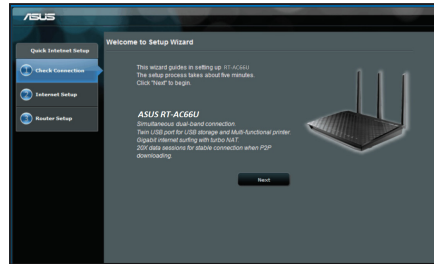 ASUS
Quick Internet Setup
Check Connection
Internet Setup
Router Setup
Welcome to Setup Wizard
This wizard guides in setting up RT-AC66U
The setup process takes about five minutes.
Click "Next" to begin.
ASUS RT-AC66U
Simultaneous dual-band connection.
Twin USB port for USB storage and Multi-functional printer.
Gigabit internet surfing with turbo NAT.
20X data sessions for stable connection when P2P
downloading.
Next